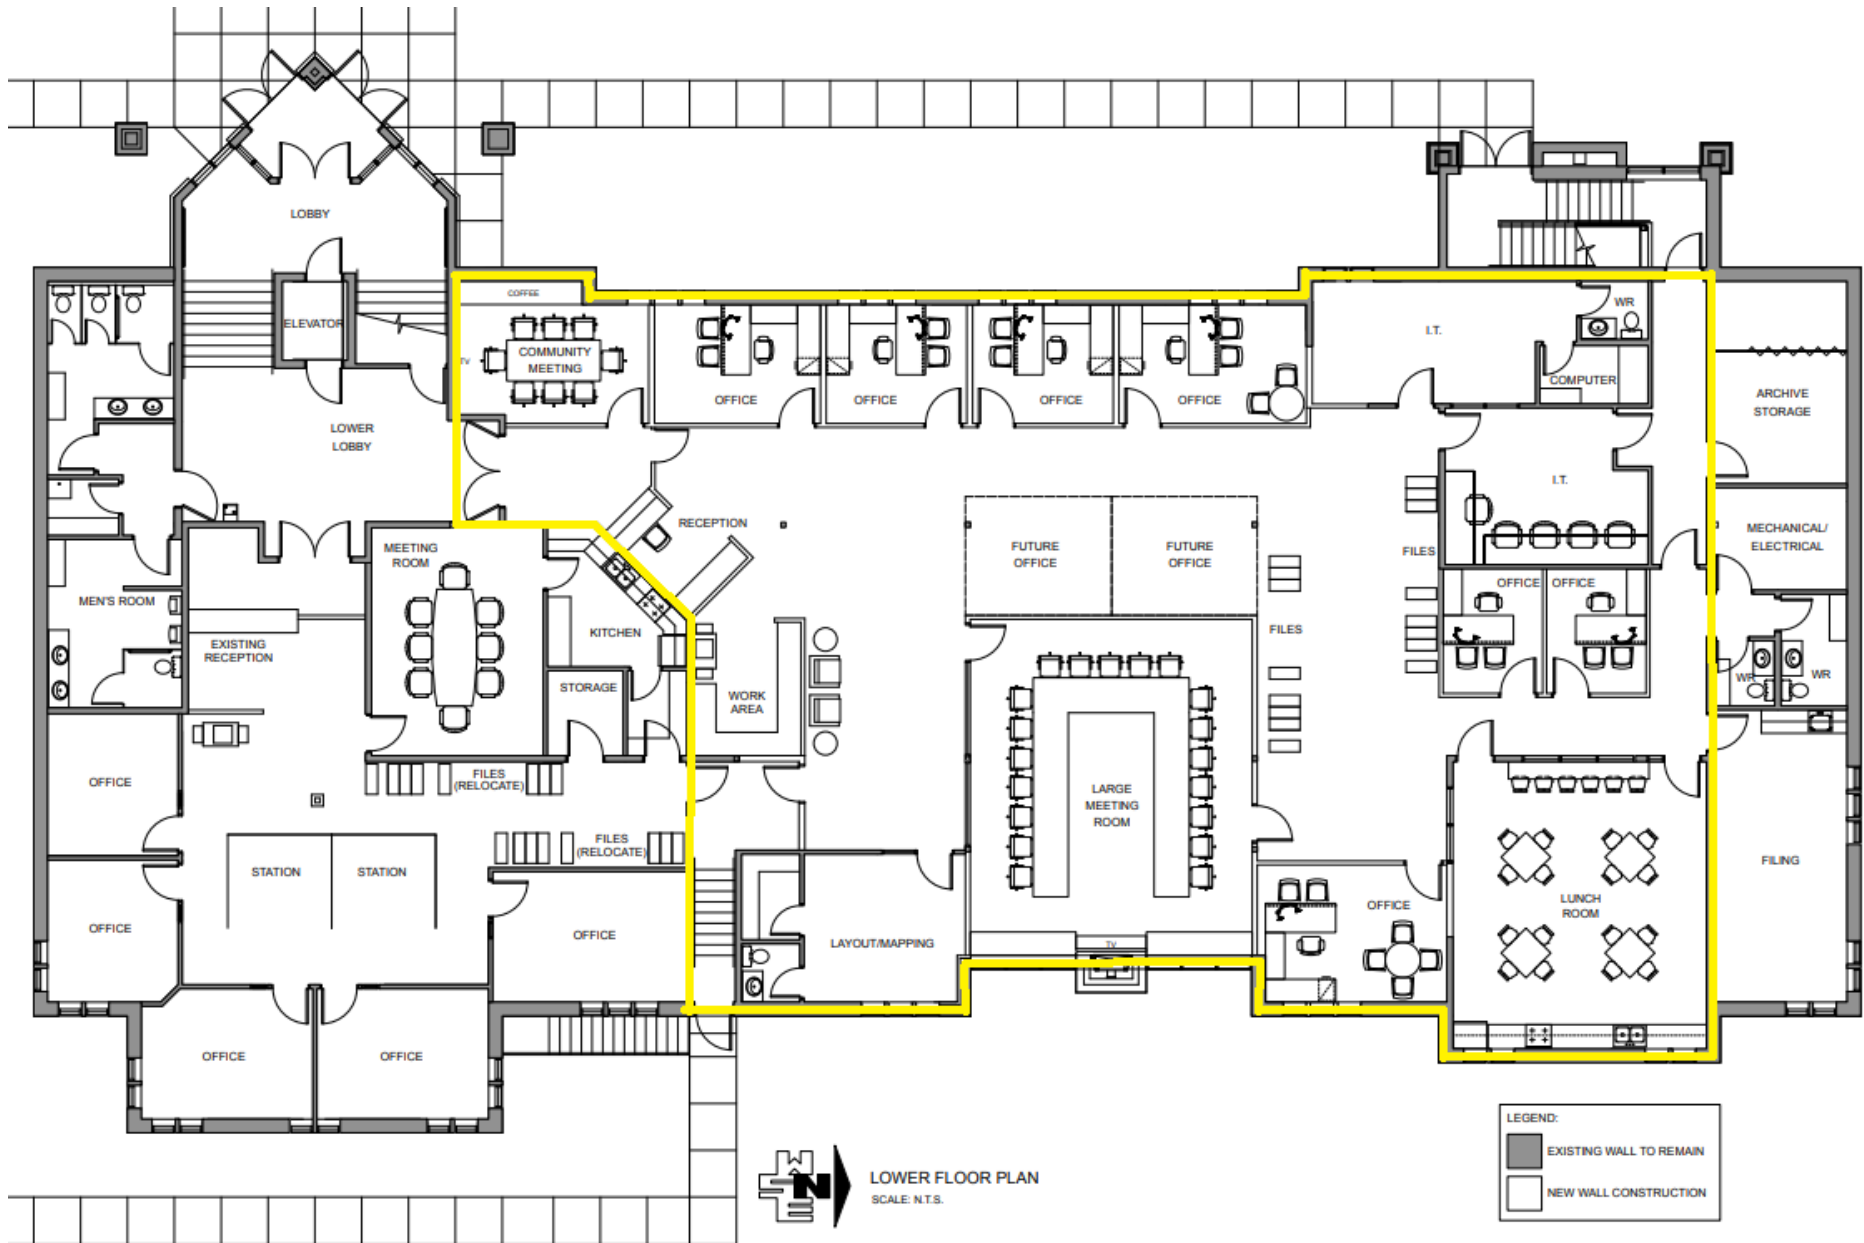 LOBBY
COFFEE
ELEVATOR
WR
I.T.
TV
COMMUNITY
MEETING
COMPUTER
OFFICE
OFFICE
OFFICE
OFFICE
ARCHIVE
STORAGE
LOWER
LOBBY
I.T.
RECEPTION
MEETING
ROOM
FUTURE
OFFICE
FUTURE
OFFICE
FILES
MECHANICAL/
ELECTRICAL
OFFICE
OFFICE
MEN'S ROOM
EXISTING
RECEPTION
KITCHEN
FILES
STORAGE
WORK
AREA
WR
WR
OFFICE
FILES
(RELOCATE)
LARGE
MEETING
ROOM
FILES
(RELOCATE)
STATION
STATION
FILING
OFFICE
OFFICE
OFFICE
LAYOUT/MAPPING
TV
LUNCH
ROOM
OFFICE
OFFICE
LEGEND:
EXISTING WALL TO REMAIN
NEW WALL CONSTRUCTION
N
LOWER FLOOR PLAN
SCALE: N.T.S.